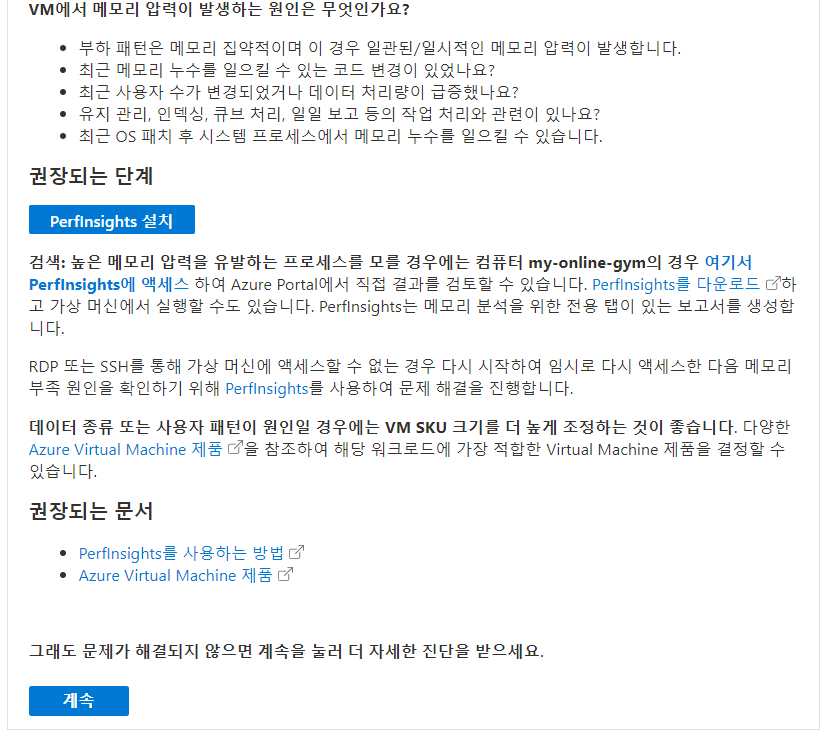 VM에서 메모리 압력이 발생하는 원인은 무엇인가요?
부하 패턴은 메모리 집약적이며 이 경우 일관된/일시적인 메모리 압력이 발생합니다.
최근 메모리 누수를 일으킬 수 있는 코드 변경이 있었나요?
최근 사용자 수가 변경되었거나 데이터 처리량이 급증했나요?
유지 관리, 인덱싱, 큐브 처리, 일일 보고 등의 작업 처리와 관련이 있나요?
최근 OS 패치 후 시스템 프로세스에서 메모리 누수를 일으킬 수 있습니다.
권장되는 단계
PerfInsights 설치
검색: 높은 메모리 압력을 유발하는 프로세스를 모를 경우에는 컴퓨터 my-online-gym의 경우 여기서
PerfInsights에 액세스 하여 Azure Portal에서 직접 결과를 검토할 수 있습니다. PerfInsights를 다운로드 하
고 가상 머신에서 실행할 수도 있습니다. PerfInsights는 메모리 분석을 위한 전용 탭이 있는 보고서를 생성합
니다.
RDP 또는 SSH를 통해 가상 머신에 액세스할 수 없는 경우 다시 시작하여 임시로 다시 액세스한 다음 메모리
부족 원인을 확인하기 위해 PerfInsights를 사용하여 문제 해결을 진행합니다.
데이터 종류 또는 사용자 패턴이 원인일 경우에는 VM SKU 크기를 더 높게 조정하는 것이 좋습니다. 다양한
Azure Virtual Machine 제품 을 참조하여 해당 워크로드에 가장 적합한 Virtual Machine 제품을 결정할 수
있습니다.
권장되는 문서
PerfInsights를 사용하는 방법
Azure Virtual Machine 제품
그래도 문제가 해결되지 않으면 계속을 눌러 더 자세한 진단을 받으세요.
계속